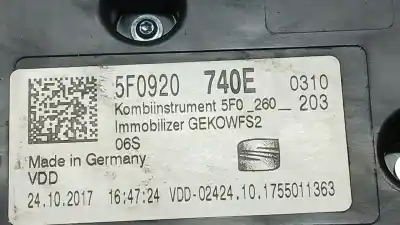 5F0920 740E 0310
Kombiinstrument 5F0_260__ 203
Immobilizer GEKOWFS2
06S
Made in Germany
VDD
24.10.2017 16:47:24 VDD-02424.10.1755011363